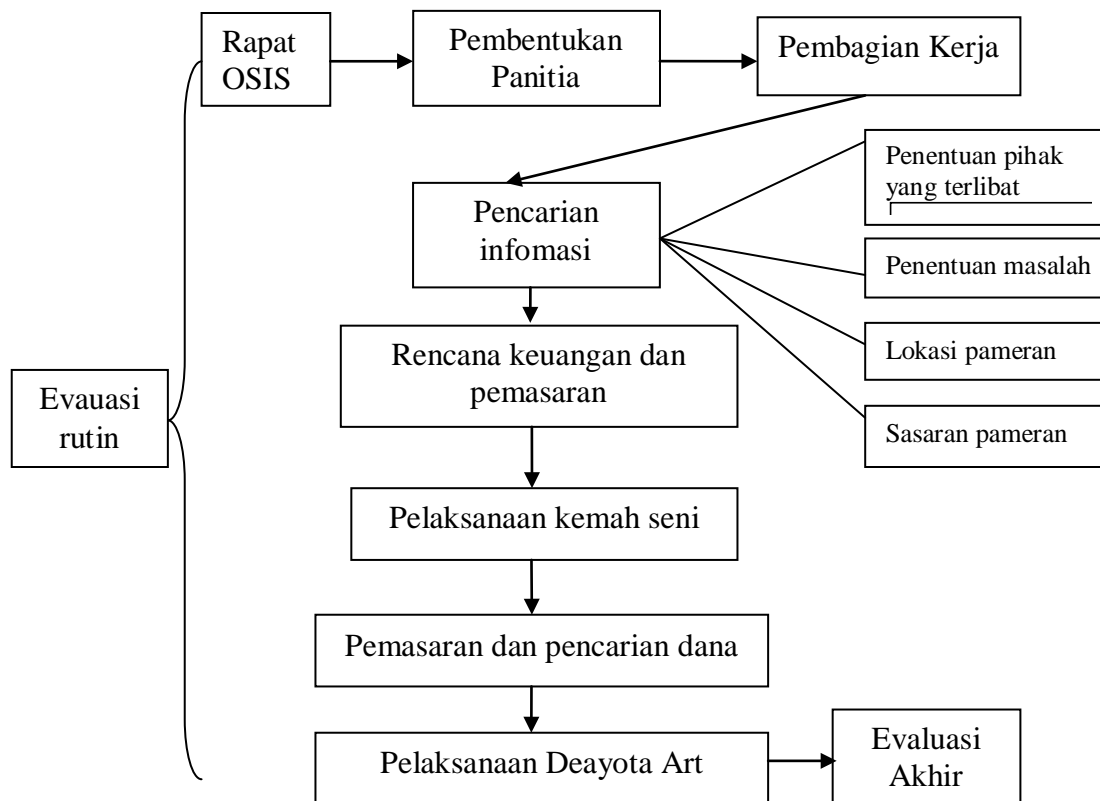 Rapat
OSIS
Pembentukan
Panitia
Pembagian Kerja
Penentuan pihak
yang terlibat
Pencarian
infomasi
Penentuan masalah
Lokasi pameran
Sasaran pameran
Rencana keuangan dan
pemasaran
Evauasi
rutin
Pelaksanaan kemah seni
Pemasaran dan pencarian dana
Pelaksanaan Deayota Art
Evaluasi
Akhir